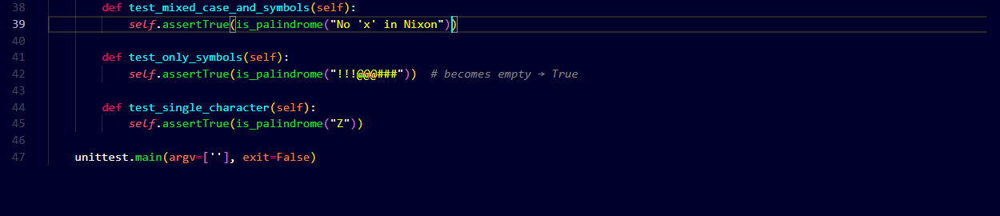 38 def test_mixed_case_and_symbols(self):
39 self.assertTrue(is_palindrome("No 'x' in Nixon"))
40
41 def test_only_symbols(self):
42 self.assertTrue(is_palindrome("!!!@@@###")) # becomes empty → True
43
44 def test_single_character(self):
45 self.assertTrue(is_palindrome("Z"))
46
47 unittest.main(argv=[''], exit=False)